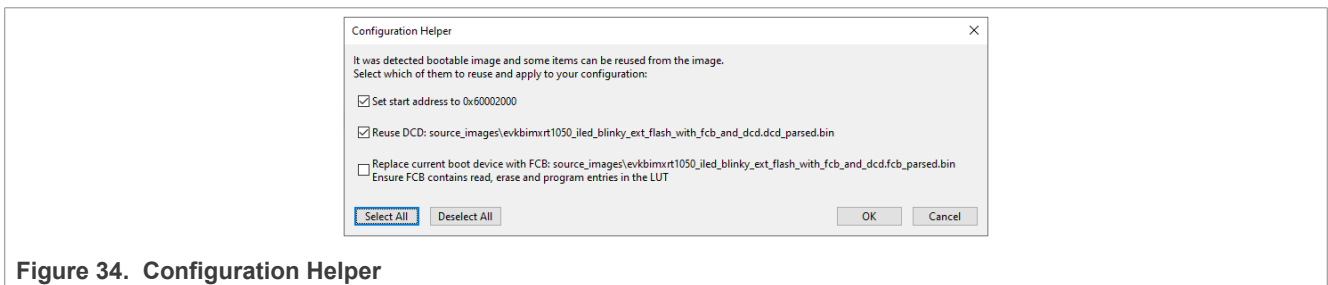 Configuration Helper
It was detected bootable image and some items can be reused from the image.
Select which of them to reuse and apply to your configuration:
Set start address to 0x60002000
Reuse DCD: source_images\evkbimxrt1050_iled_blinky_ext_flash_with_fcb_and_dcd.dcd_parsed.bin
Replace current boot device with FCB: source_images\evkbimxrt1050_iled_blinky_ext_flash_with_fcb_and_dcd.fcb_parsed.bin
Ensure FCB contains read, erase and program entries in the LUT
Select All Deselect All OK Cancel
Figure 34. Configuration Helper